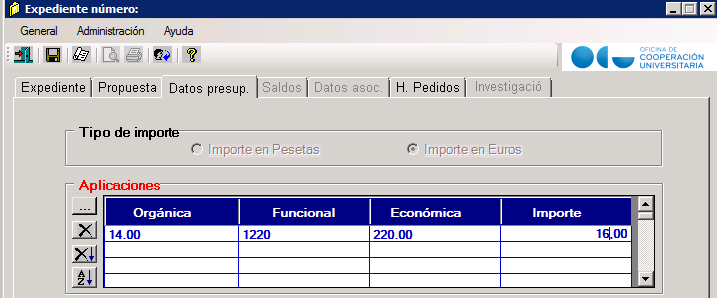 Expediente número:
General Administración Ayuda
OFICINA DE
COOPERACIÓN
UNIVERSITARIA
Expediente Propuesta Datos presup. Saldos Datos asoc. H. Pedidos Investigació
Tipo de importe
Importe en Pesetas Importe en Euros
Aplicaciones
... Orgánica Funcional Económica Importe
14.00 1220 220.00 16,00